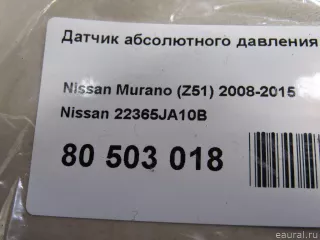 Датчик абсолютного давления
Nissan Murano (Z51) 2008-2015
Nissan 22365JA10B
80 503 018
eaural.ru